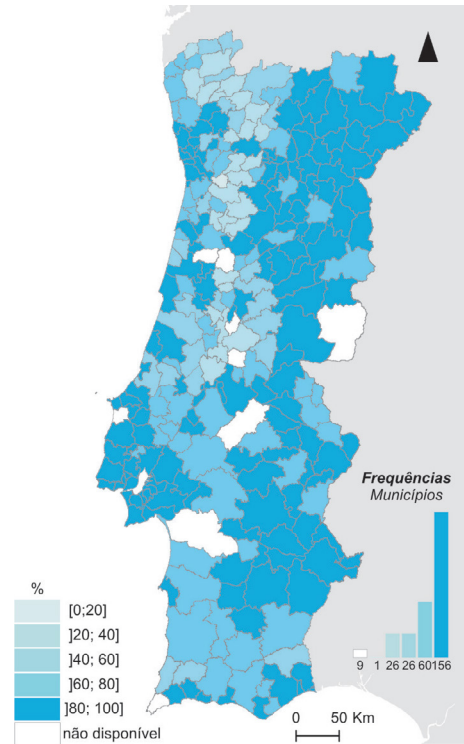 Frequências
Municípios
9 1 26 26 60 156
%
[0;20]
]20; 40]
]40; 60]
]60; 80]
]80; 100]
não disponível
0 50 Km